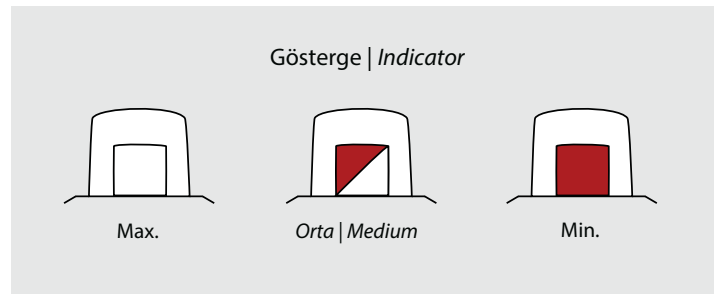 Gösterge | Indicator
Max.
Orta | Medium
Min.